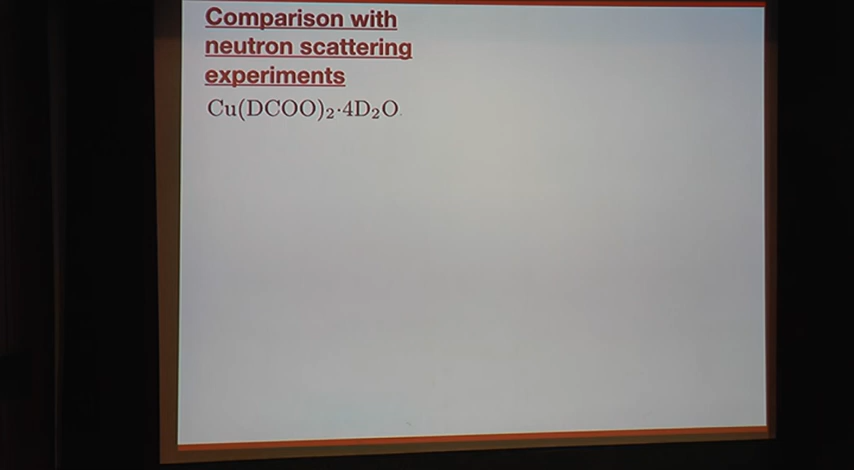 Comparison with
neutron scattering
experiments
Cu(DCOO)₂·4D₂O